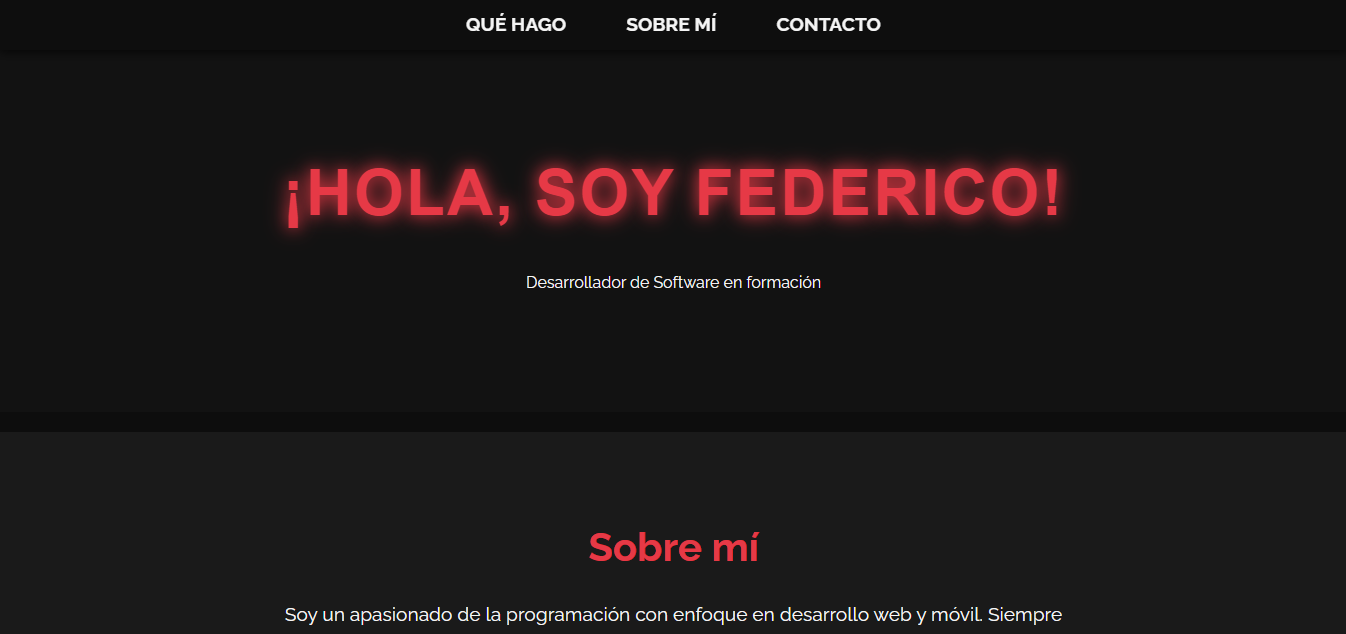 QUÉ HAGO SOBRE MÍ CONTACTO
¡HOLA, SOY FEDERICO!
Desarrollador de Software en formación
Sobre mí
Soy un apasionado de la programación con enfoque en desarrollo web y móvil. Siempre